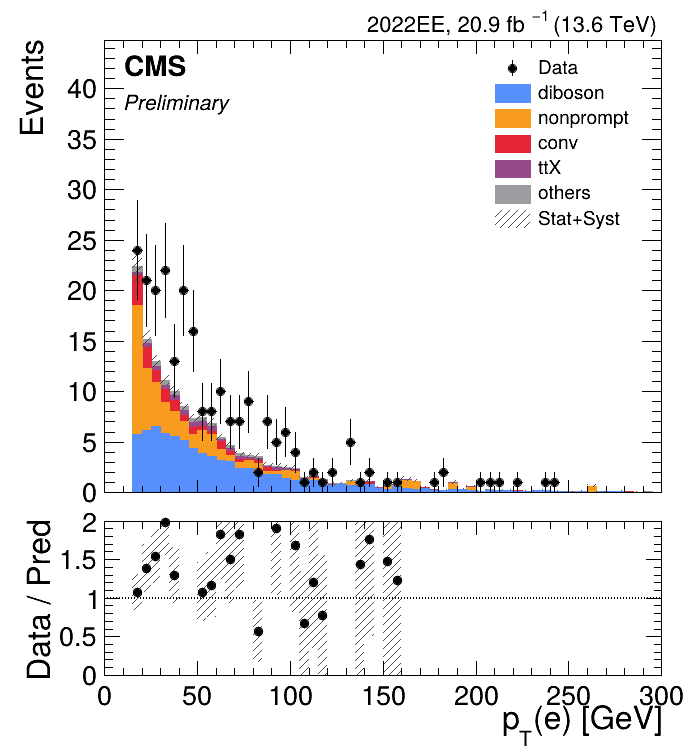 2022EE, 20.9 fb⁻¹ (13.6 TeV)
CMS
Preliminary
Events
Data
diboson
nonprompt
conv
ttX
others
Stat+Syst
40
35
30
25
20
15
10
5
0
Data / Pred
2
1.5
1
0.5
0
0 50 100 150 200 250 300
p_T(e) [GeV]